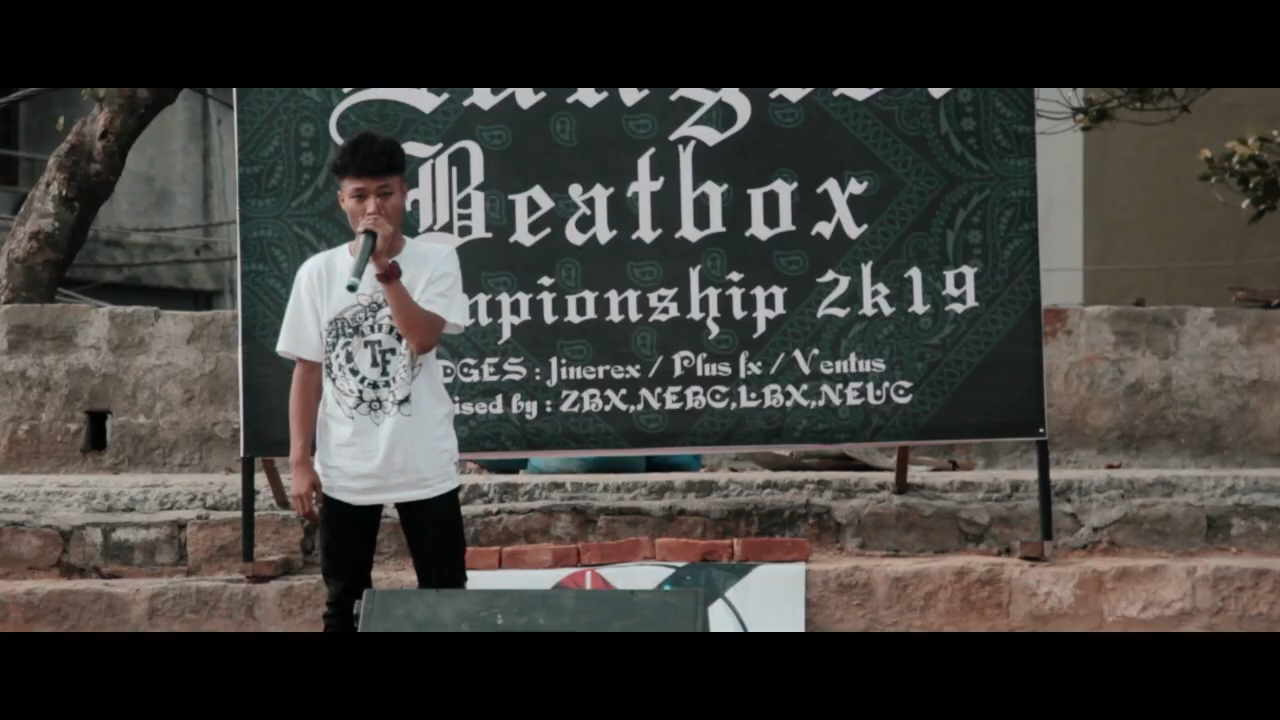 Beatbox
mpionship 2k19
DGES : Jinerex / Plus fx / Ventus
ised by : ZBX,NEBC,LBX,NEUC
TF